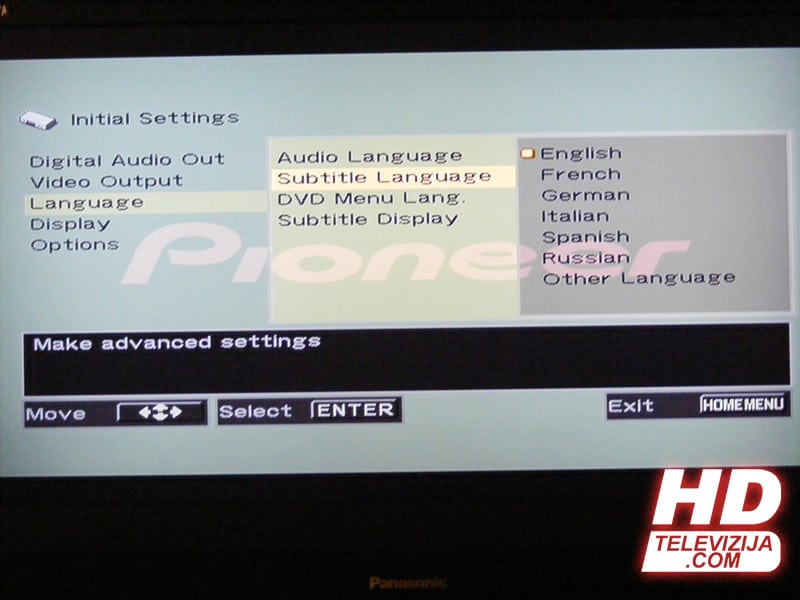 Initial Settings
Digital Audio Out
Video Output
Language
Display
Options
Audio Language
Subtitle Language
DVD Menu Lang.
Subtitle Display
English
French
German
Italian
Spanish
Russian
Other Language
Pioneer
Make advanced settings
Move
Select ENTER
Exit HOMEMENU
HD
TELEVIZIJA
.COM
Panasonic